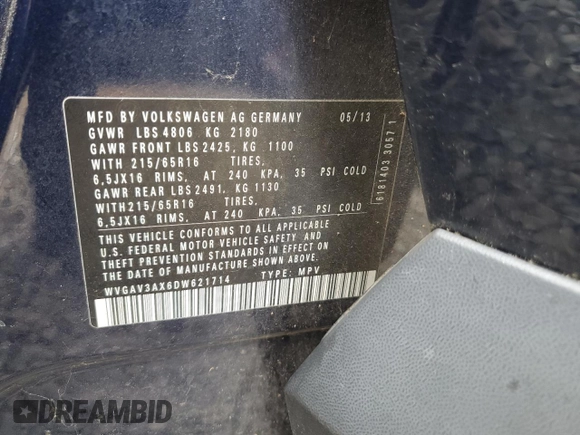 MFD BY VOLKSWAGEN AG GERMANY 05/13
GVWR LBS 4806 KG 2180
GAWR FRONT LBS 2425, KG 1100
WITH 215/65R16 TIRES,
6,5JX16 RIMS, AT 240 KPA, 35 PSI COLD
GAWR REAR LBS 2491, KG 1130
WITH215/65R16 TIRES,
6,5JX16 RIMS, AT 240 KPA, 35 PSI COLD
THIS VEHICLE CONFORMS TO ALL APPLICABLE
U.S. FEDERAL MOTOR VEHICLE SAFETY AND
THEFT PREVENTION STANDARDS IN EFFECT ON
THE DATE OF MANUFACTURE SHOWN ABOVE
WVGAV3AX6DW621714 TYPE: MPV
6181403 3057 1
DREAMBID